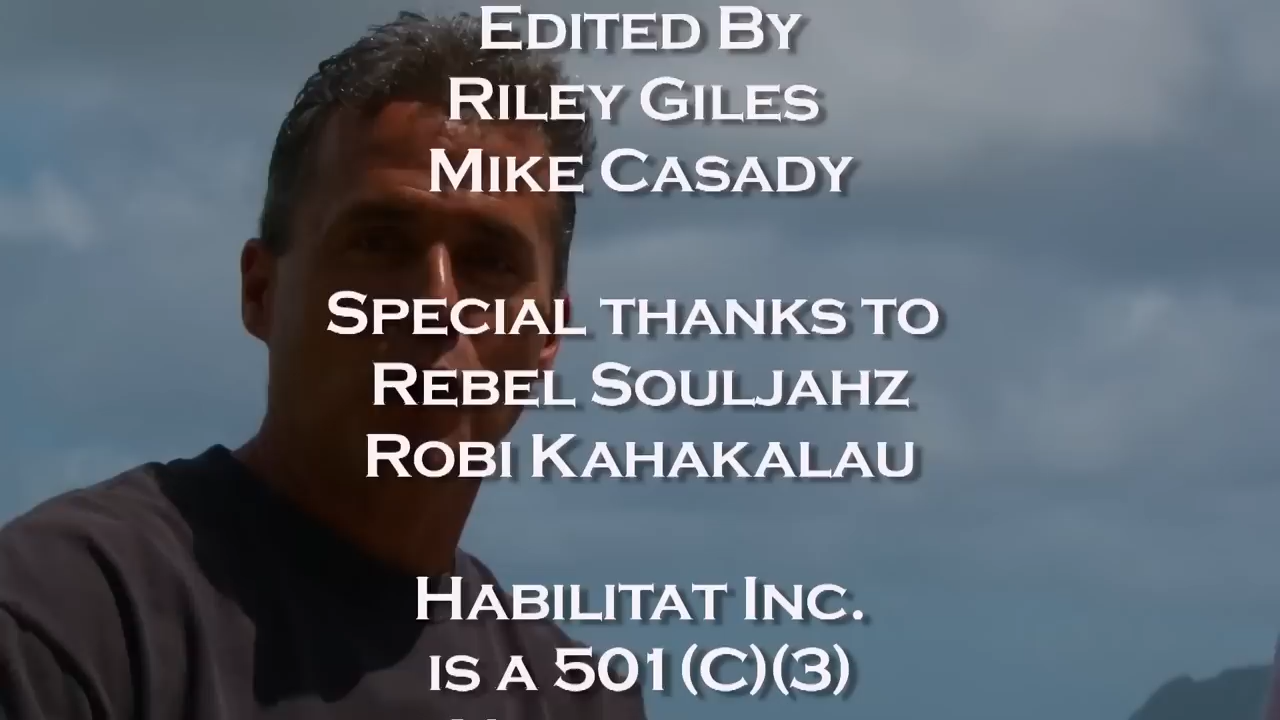 EDITED BY
RILEY GILES
MIKE CASADY
SPECIAL THANKS TO
REBEL SOULJAHZ
ROBI KAHAKALAU
HABILITAT INC.
IS A 501(C)(3)